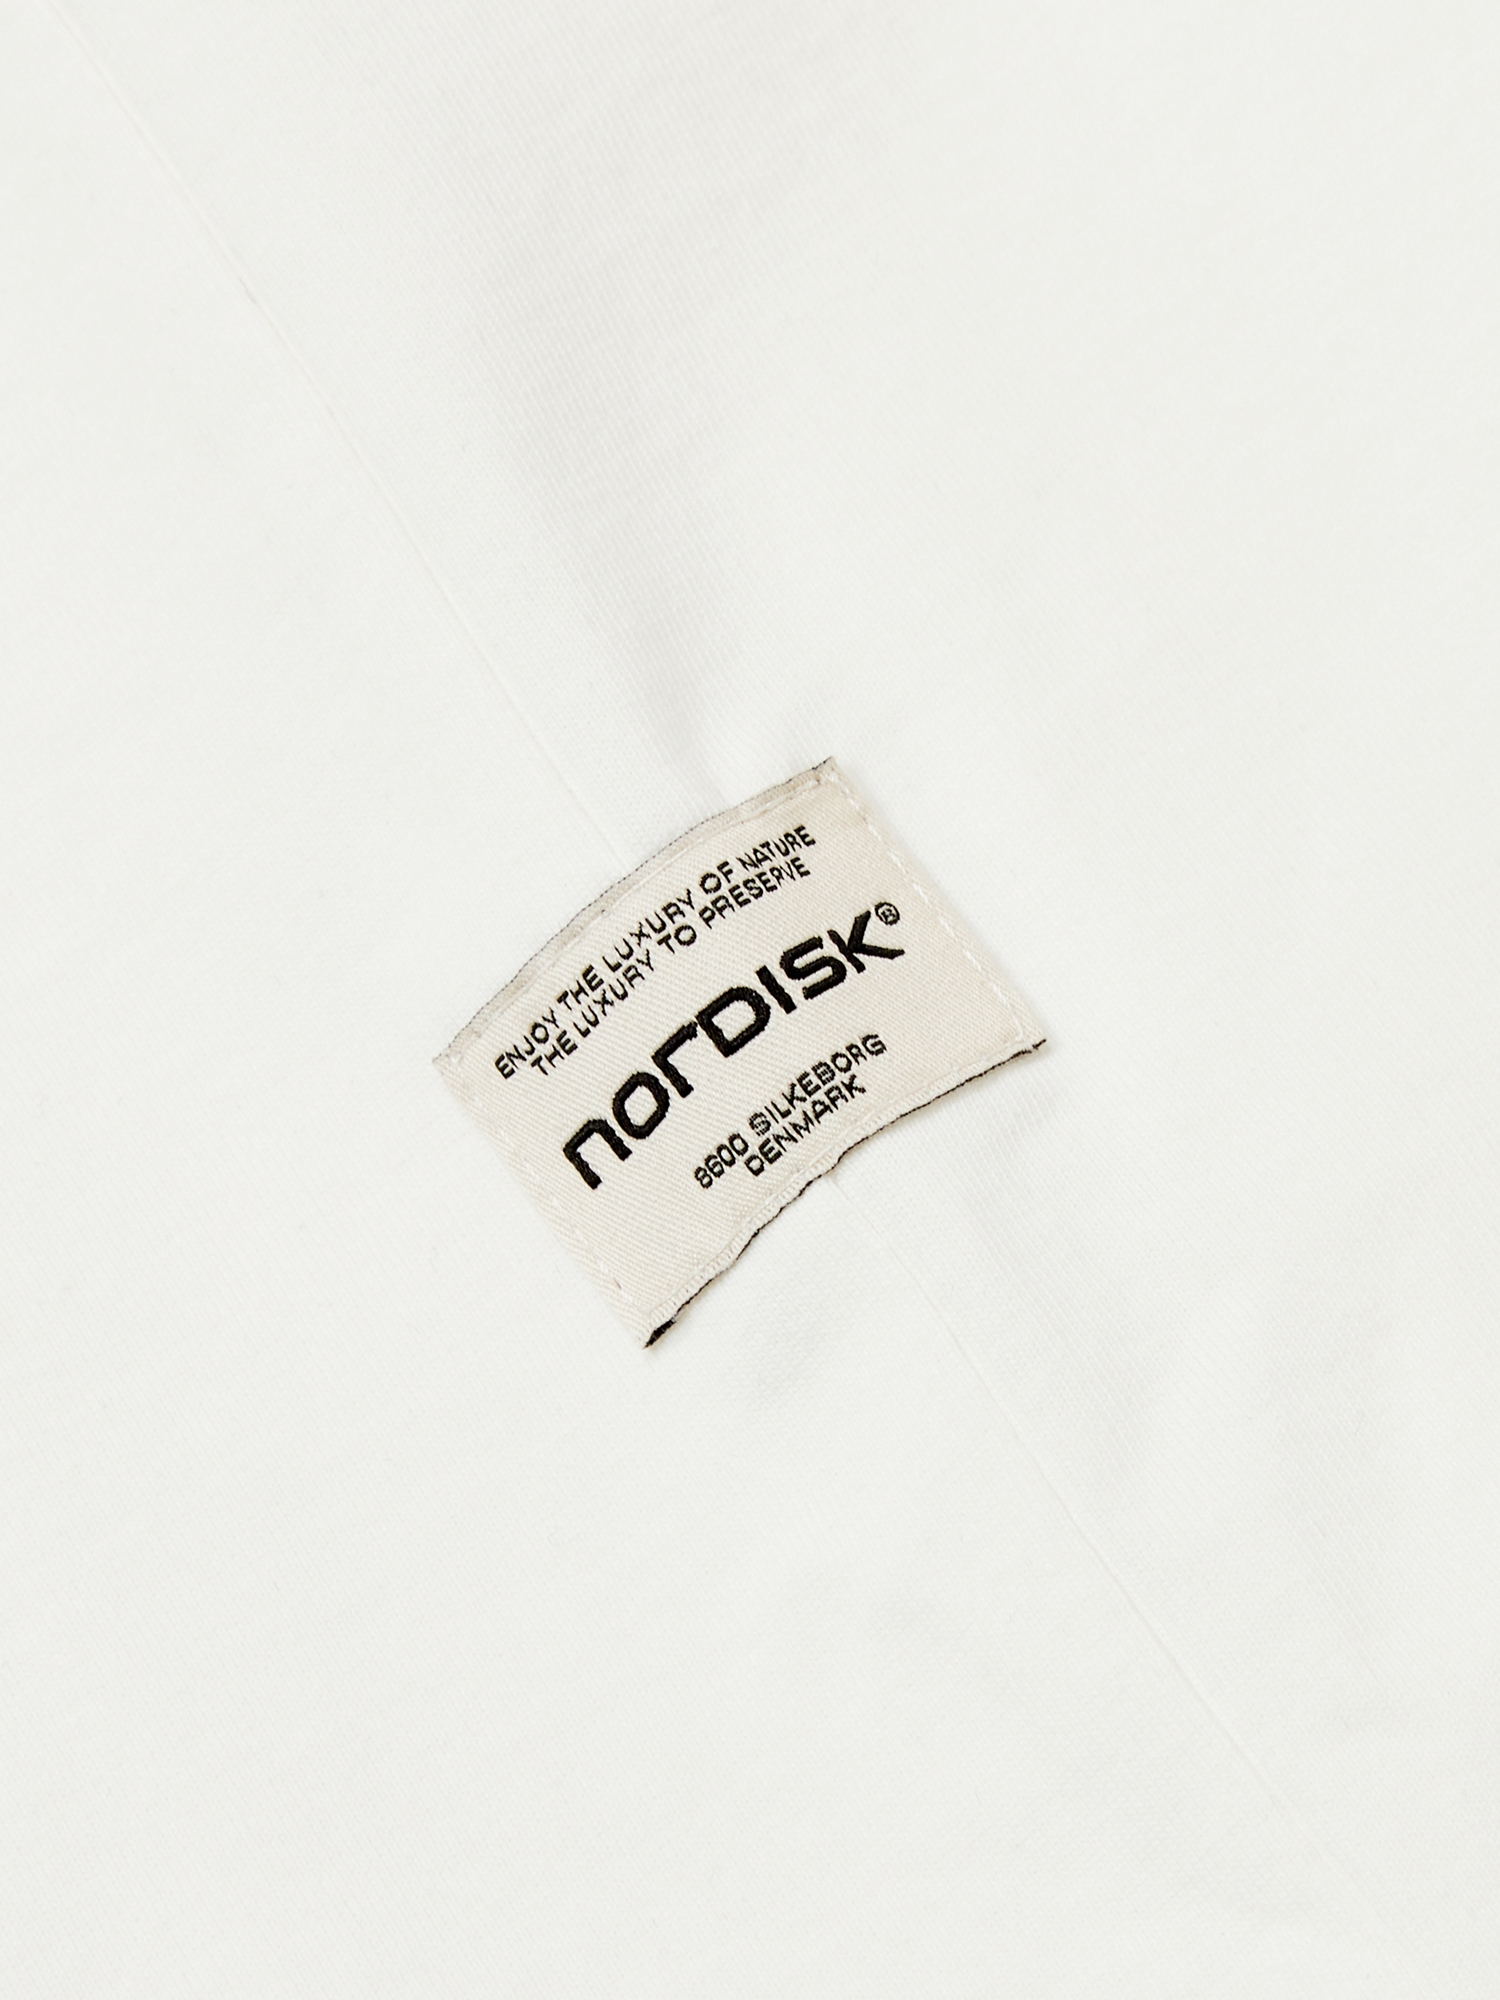 ENJOY THE LUXURY OF NATURE
THE LUXURY TO PRESERVE
nordisk®
8600 SILKEBORG
DENMARK